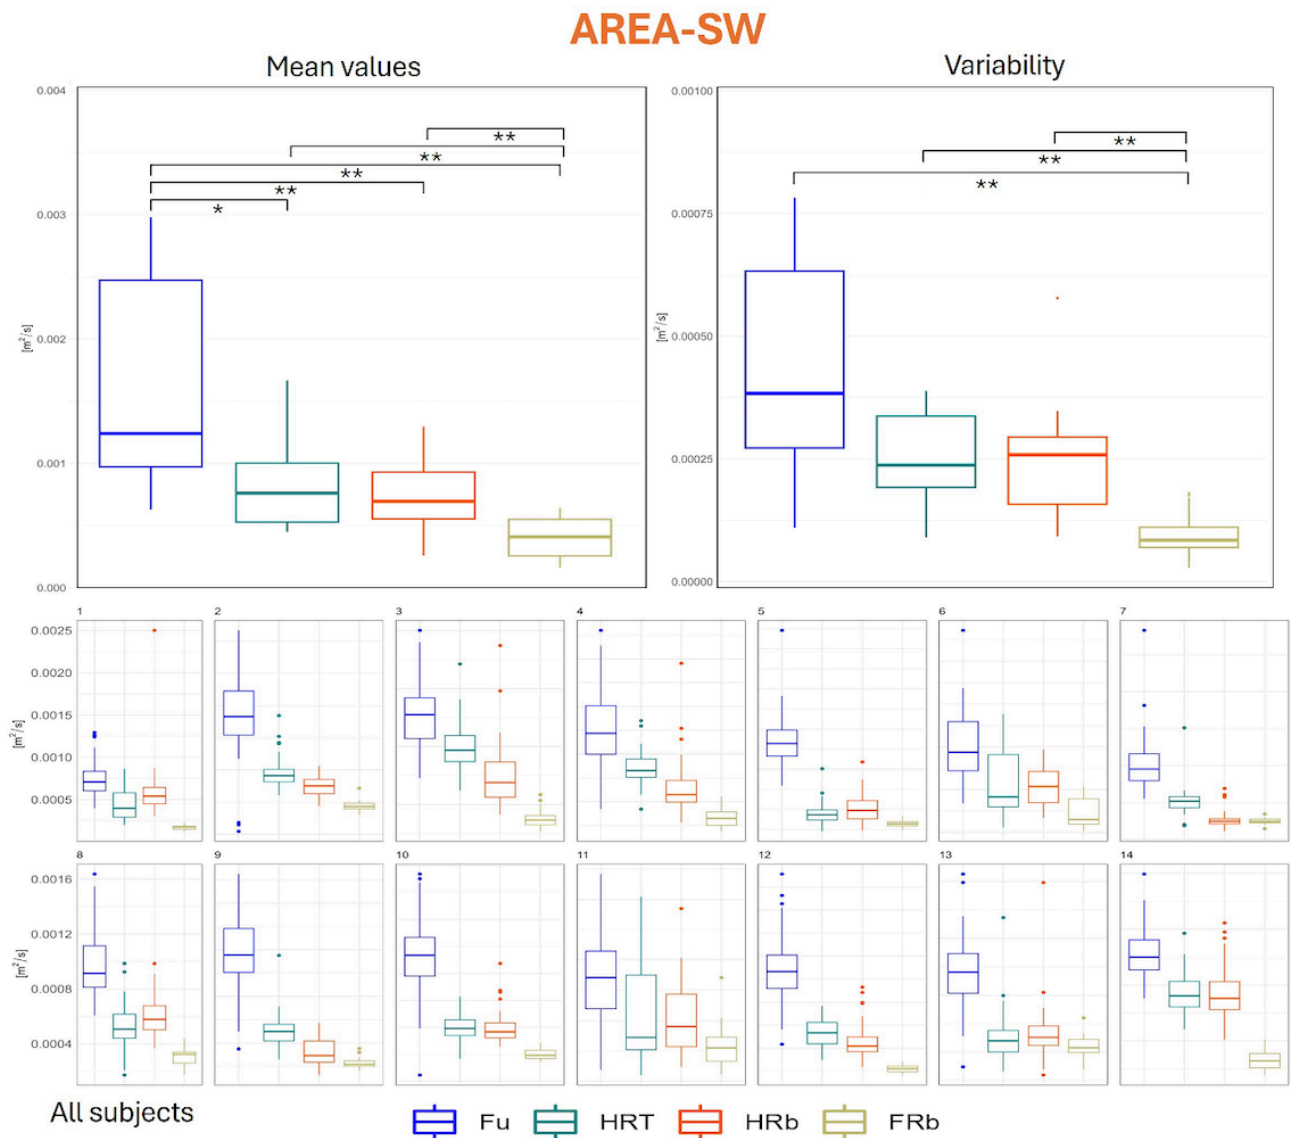 AREA-SW
Mean values
Variability
0.004
0.003
0.002
0.001
0.000
[m²/s]
**
**
**
**
*
0.00100
0.00075
0.00050
0.00025
0.00000
[m²/s]
**
**
**
1 2 3 4 5 6 7
0.0025
0.0020
0.0015
0.0010
0.0005
[m²/s]
8 9 10 11 12 13 14
0.0016
0.0012
0.0008
0.0004
[m²/s]
All subjects
Fu HRT HRb FRb